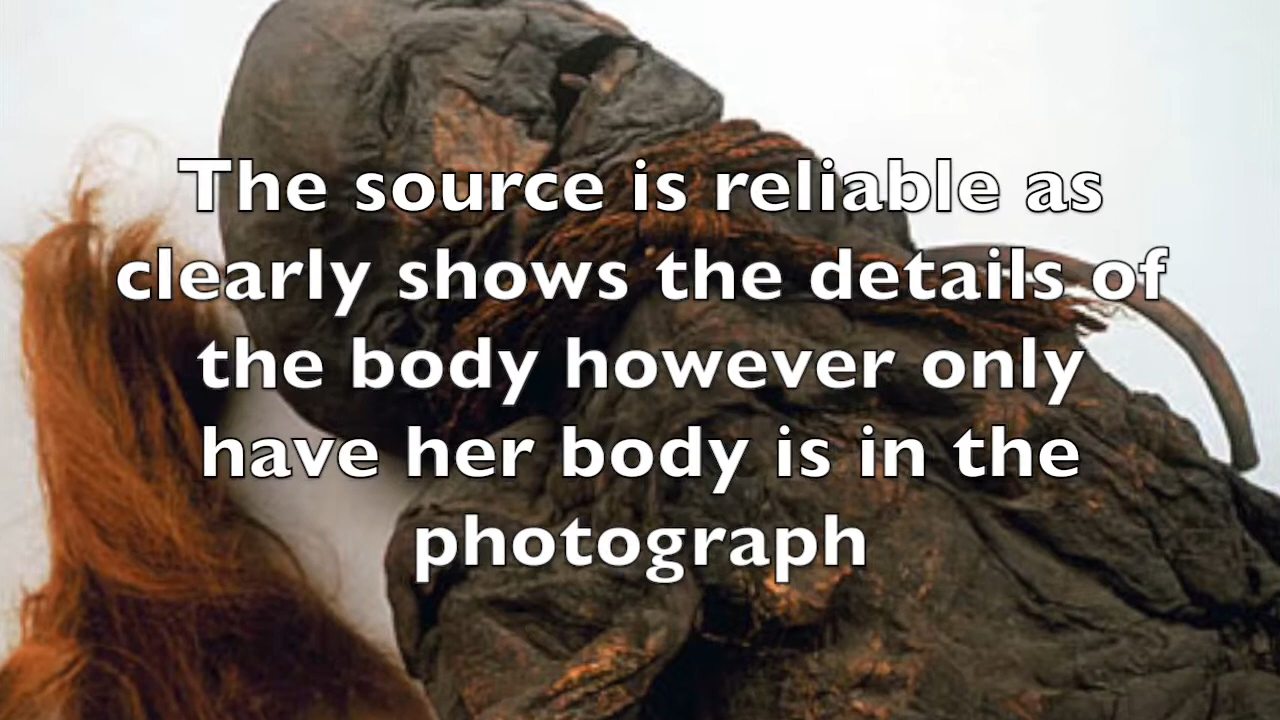 The source is reliable as
clearly shows the details of
the body however only
have her body is in the
photograph